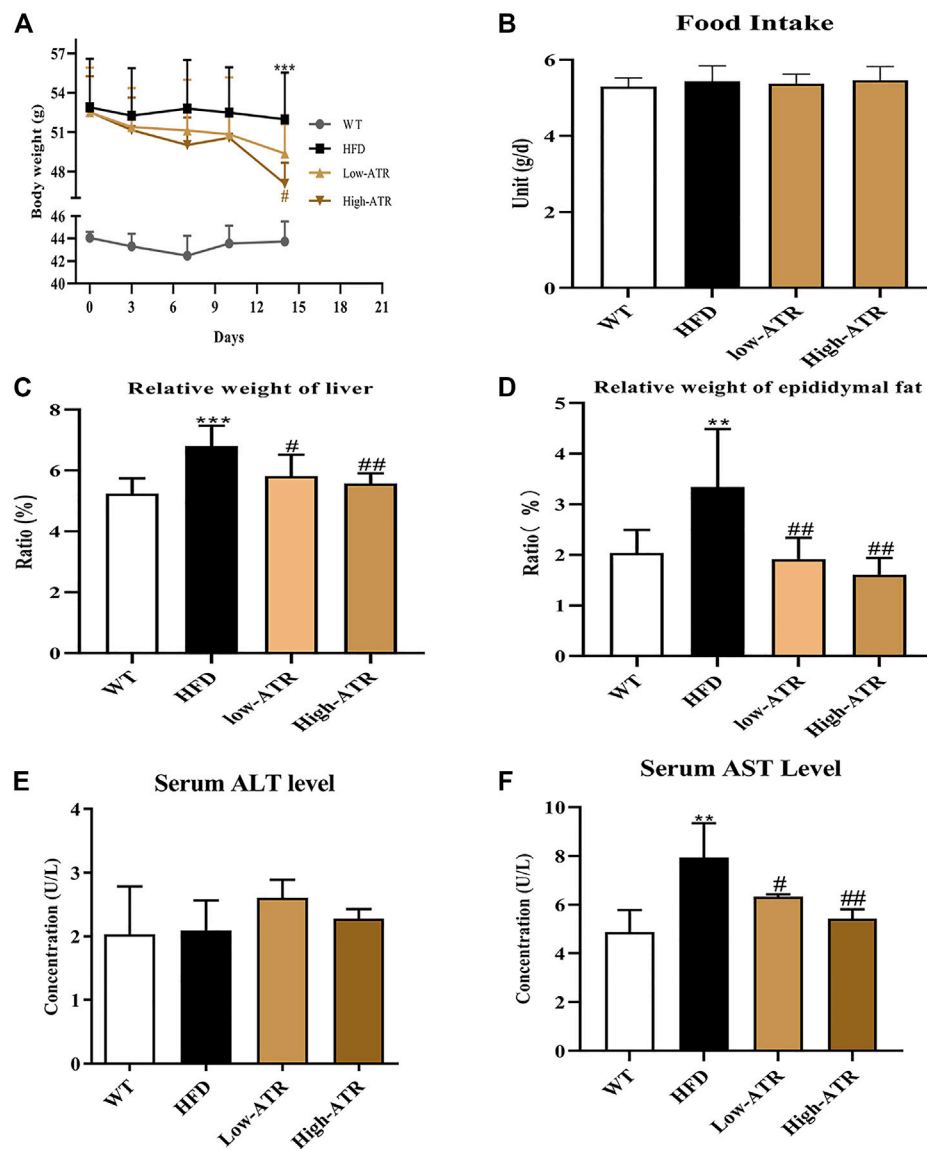 A
57
54
51
48
46
44
42
40
Body weight (g)
***
#
WT
HFD
Low-ATR
High-ATR
0 3 6 9 12 15 18 21
Days
B
Food Intake
Unit (g/d)
6
4
2
0
WT HFD low-ATR High-ATR
C
Relative weight of liver
Ratio (%)
8
6
4
2
0
***
#
##
WT HFD low-ATR High-ATR
D
Relative weight of epididymal fat
Ratio( %)
5
4
3
2
1
0
**
##
##
WT HFD low-ATR High-ATR
E
Serum ALT level
Concentration (U/L)
4
3
2
1
0
WT HFD Low-ATR High-ATR
F
Serum AST Level
Concentration (U/L)
10
8
6
4
2
0
**
#
##
WT HFD Low-ATR High-ATR